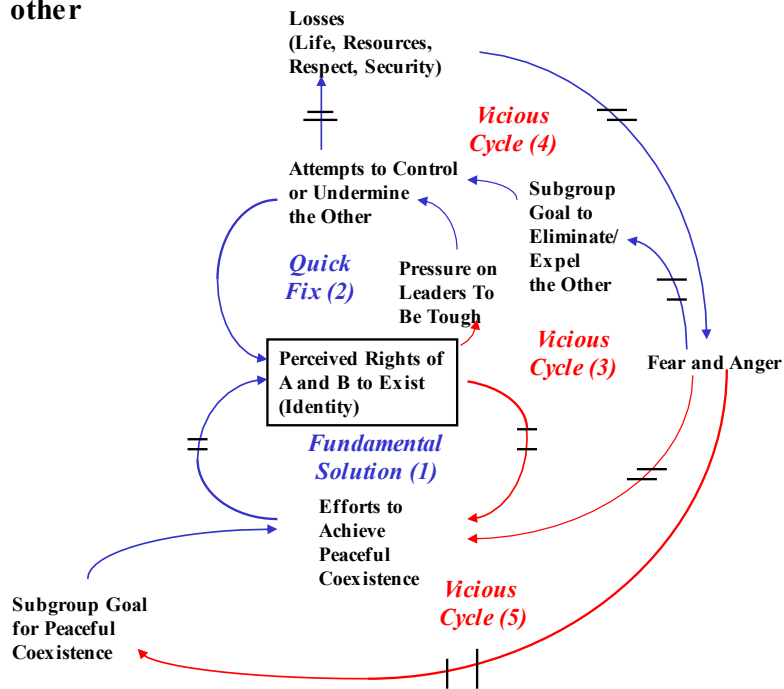 other
Losses
(Life, Resources,
Respect, Security)
Vicious
Cycle (4)
Attempts to Control
or Undermine
the Other
Subgroup
Goal to
Eliminate/
Expel
the Other
Quick
Fix (2)
Pressure on
Leaders To
Be Tough
Vicious
Cycle (3)
Fear and Anger
Perceived Rights of
A and B to Exist
(Identity)
Fundamental
Solution (1)
Efforts to
Achieve
Peaceful
Coexistence
Vicious
Cycle (5)
Subgroup Goal
for Peaceful
Coexistence